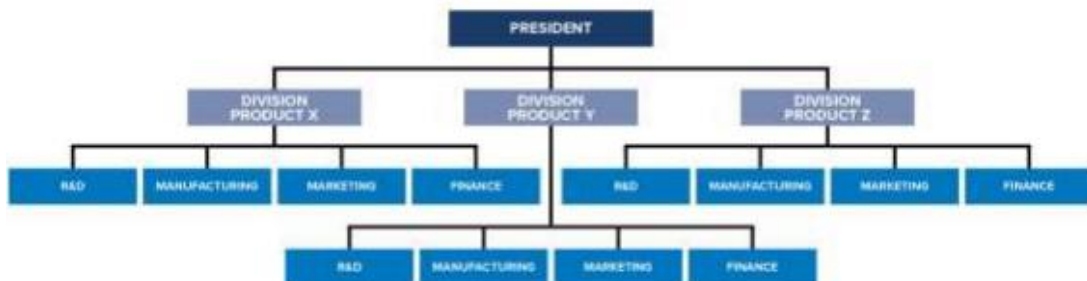 PRESIDENT
DIVISION
PRODUCT X
DIVISION
PRODUCT Y
DIVISION
PRODUCT Z
R&D
MANUFACTURING
MARKETING
FINANCE
R&D
MANUFACTURING
MARKETING
FINANCE
R&D
MANUFACTURING
MARKETING
FINANCE